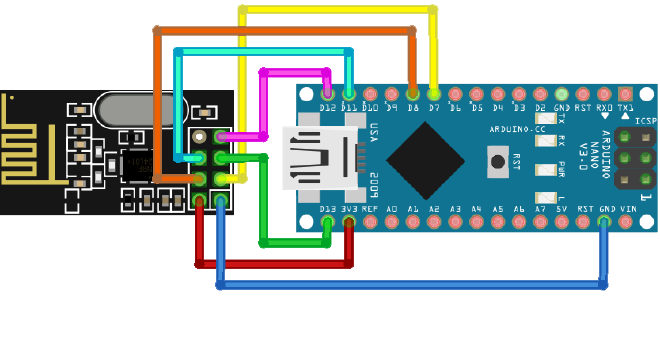 D12 D11 D10 D9 D8 D7 D6 D5 D4 D3 D2 GND RST RX0 TX1
TX
RX
PWR
L
RST
ARDUINO.CC
ARDUINO
NANO
V3.0
ICSP
1
USA
D13 3V3 REF A0 A1 A2 A3 A4 A5 A6 A7 5V RST GND VIN